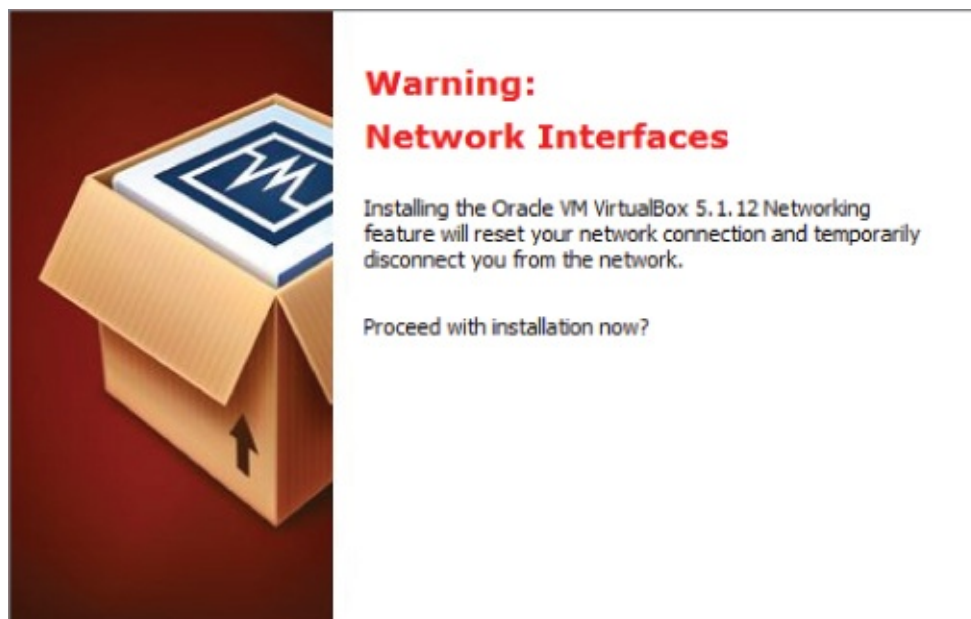 Warning:
Network Interfaces
Installing the Oracle VM VirtualBox 5.1.12 Networking
feature will reset your network connection and temporarily
disconnect you from the network.
Proceed with installation now?